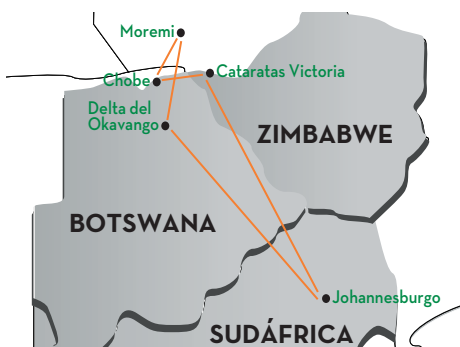 Moremi
Cataratas Victoria
Chobe
Delta del
Okavango
ZIMBABWE
BOTSWANA
Johannesburgo
SUDÁFRICA